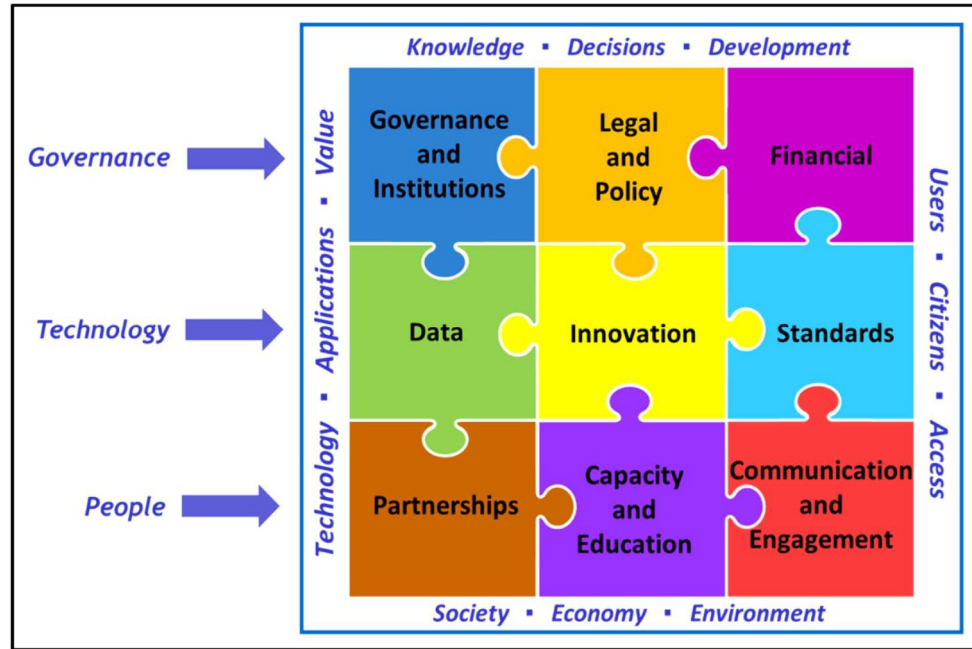 Knowledge ▪ Decisions ▪ Development
Governance
Technology
People
Technology ▪ Applications ▪ Value
Governance
and
Institutions
Legal
and
Policy
Financial
Data
Innovation
Standards
Partnerships
Capacity
and
Education
Communication
and
Engagement
Users ▪ Citizens ▪ Access
Society ▪ Economy ▪ Environment